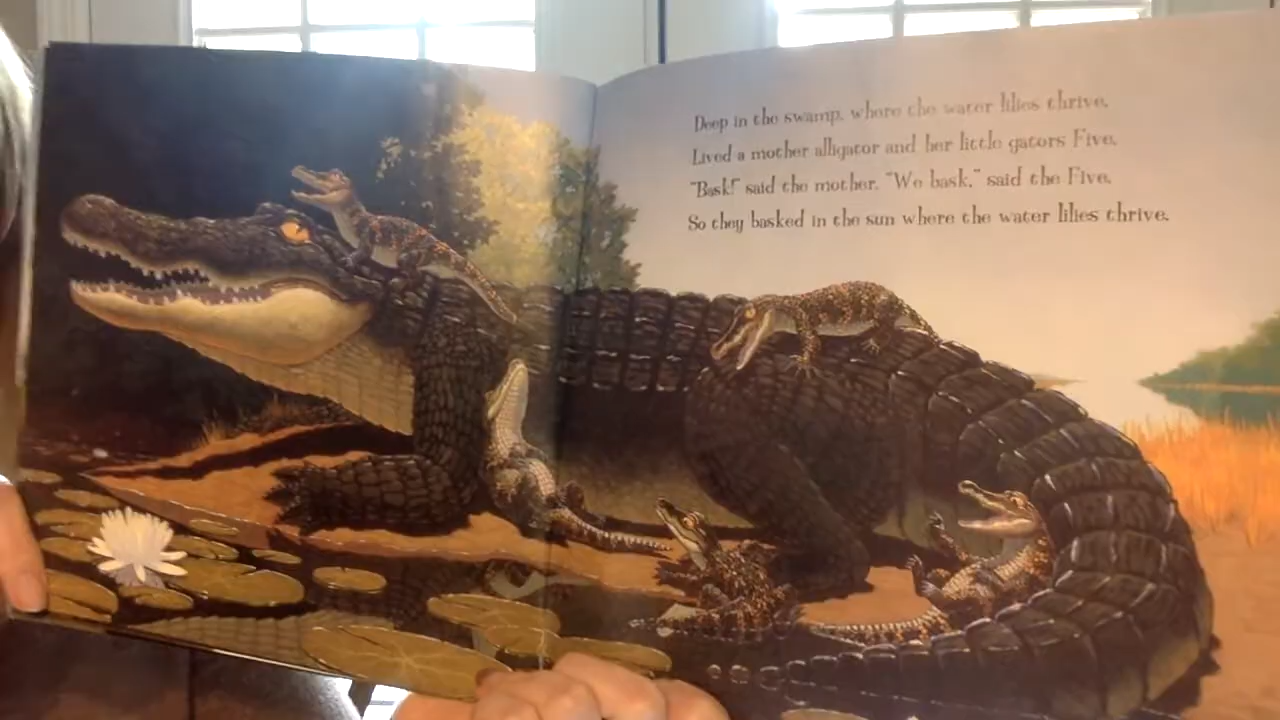 Deep in the swamp, where the water lilies thrive,
Lived a mother alligator and her little gators Five.
"Bask!" said the mother. "We bask," said the Five.
So they basked in the sun where the water lilies thrive.